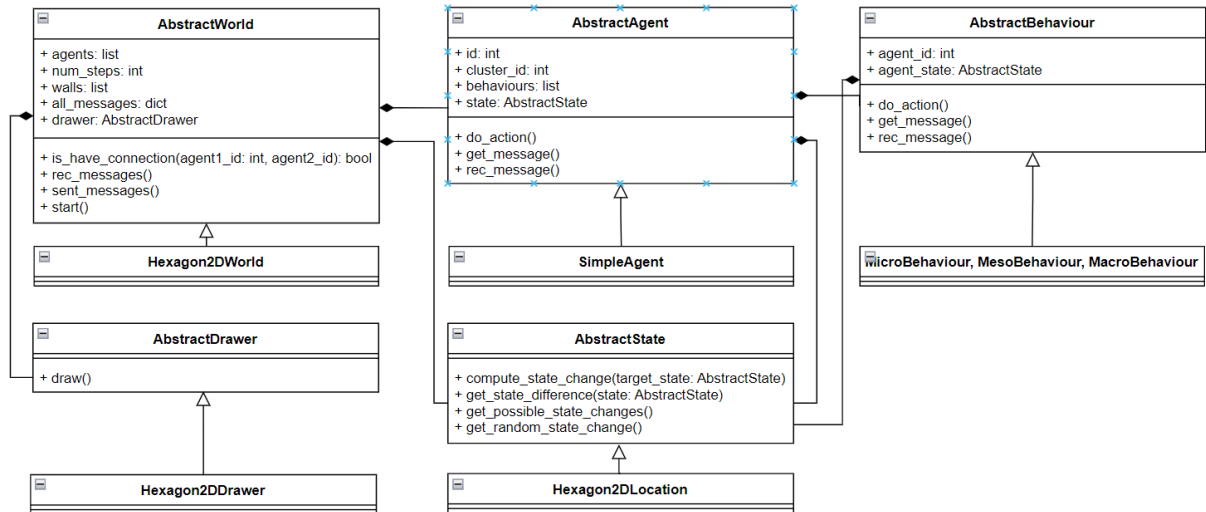 AbstractWorld
+ agents: list
+ num_steps: int
+ walls: list
+ all_messages: dict
+ drawer: AbstractDrawer
+ is_have_connection(agent1_id: int, agent2_id): bool
+ rec_messages()
+ sent_messages()
+ start()
Hexagon2DWorld
AbstractDrawer
+ draw()
Hexagon2DDrawer
AbstractAgent
+ id: int
+ cluster_id: int
+ behaviours: list
+ state: AbstractState
+ do_action()
+ get_message()
+ rec_message()
SimpleAgent
AbstractState
+ compute_state_change(target_state: AbstractState)
+ get_state_difference(state: AbstractState)
+ get_possible_state_changes()
+ get_random_state_change()
Hexagon2DLocation
AbstractBehaviour
+ agent_id: int
+ agent_state: AbstractState
+ do_action()
+ get_message()
+ rec_message()
MicroBehaviour, MesoBehaviour, MacroBehaviour